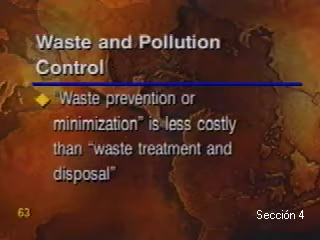 Waste and Pollution
Control
"Waste prevention or
minimization" is less costly
than "waste treatment and
disposal"
63
Sección 4